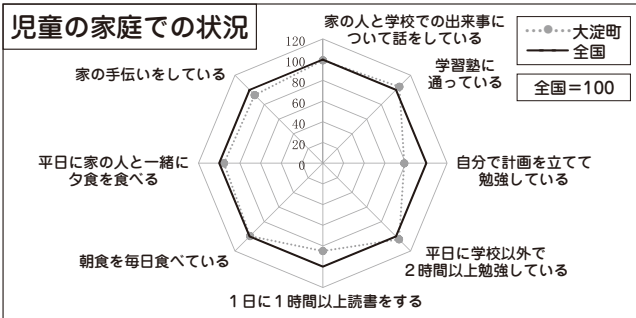 児童の家庭での状況
大淀町
全国
全国＝100
家の人と学校での出来事に
ついて話をしている
学習塾に
通っている
自分で計画を立てて
勉強している
平日に学校以外で
２時間以上勉強している
１日に１時間以上読書をする
朝食を毎日食べている
平日に家の人と一緒に
夕食を食べる
家の手伝いをしている
120
100
80
60
40
20
0